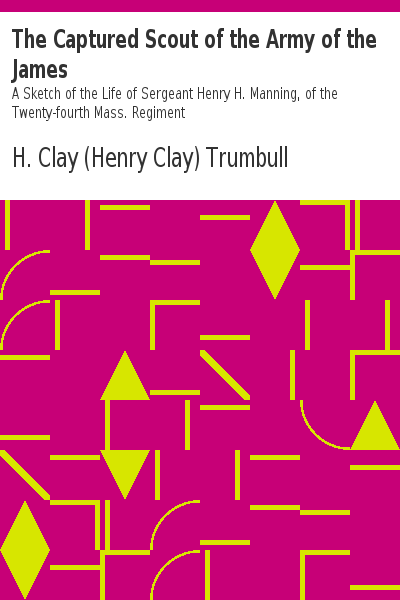 The Captured Scout of the Army of the
James
A Sketch of the Life of Sergeant Henry H. Manning, of the
Twenty-fourth Mass. Regiment
H. Clay (Henry Clay) Trumbull